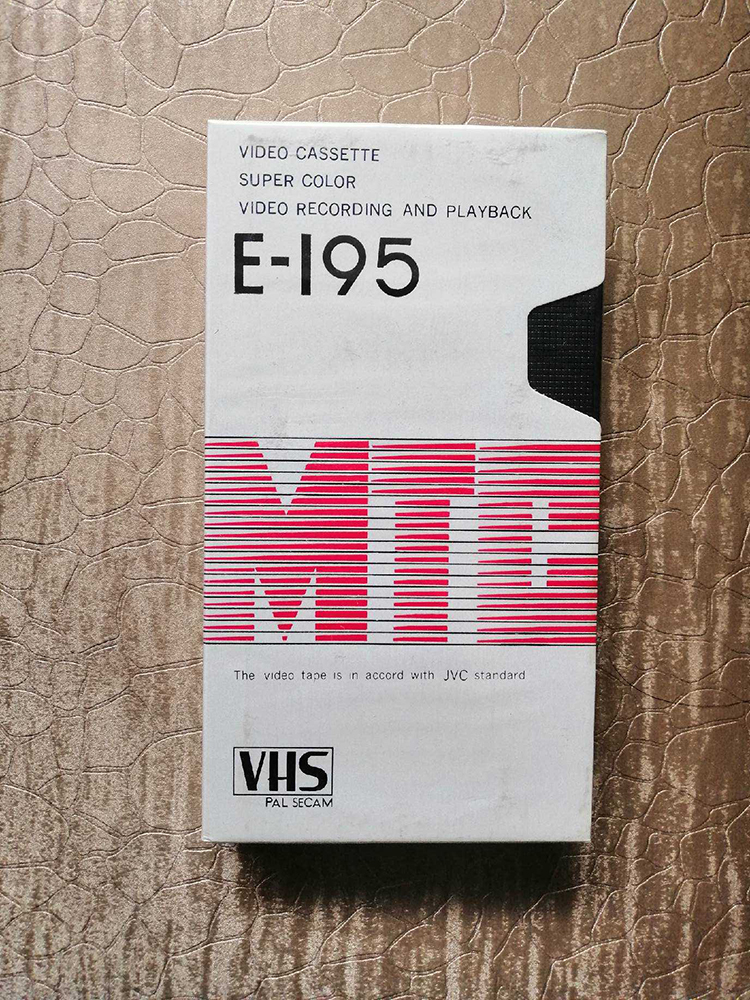 VIDEO CASSETTE
SUPER COLOR
VIDEO RECORDING AND PLAYBACK
E-195
MTC
The video tape is in accord with JVC standard
VHS
PAL SECAM